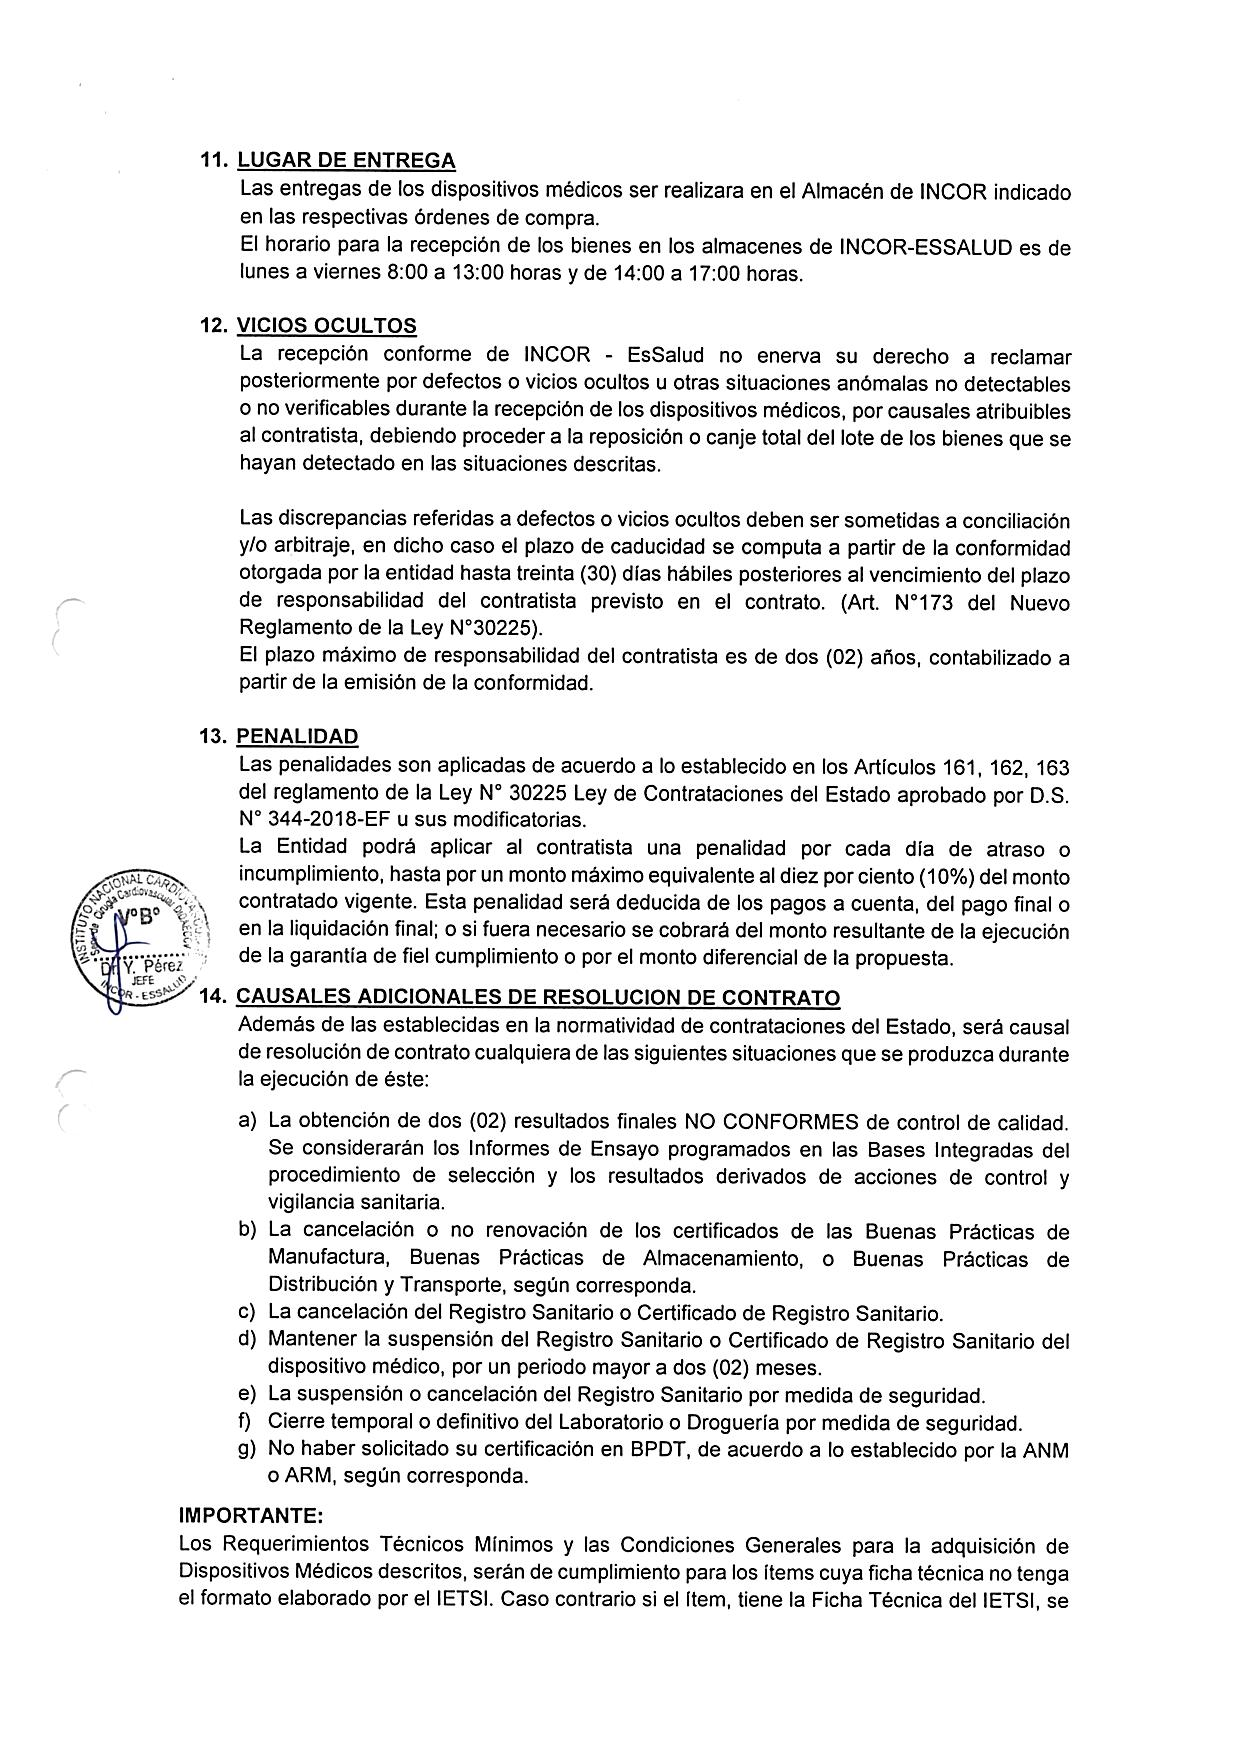 11. LUGAR DE ENTREGA
Las entregas de los dispositivos médicos ser realizara en el Almacén de INCOR indicado
en las respectivas órdenes de compra.
El horario para la recepción de los bienes en los almacenes de INCOR-ESSALUD es de
lunes a viernes 8:00 a 13:00 horas y de 14:00 a 17:00 horas.
12. VICIOS OCULTOS
La recepción conforme de INCOR - EsSalud no enerva su derecho a reclamar
posteriormente por defectos o vicios ocultos u otras situaciones anómalas no detectables
o no verificables durante la recepción de los dispositivos médicos, por causales atribuibles
al contratista, debiendo proceder a la reposición o canje total del lote de los bienes que se
hayan detectado en las situaciones descritas.
Las discrepancias referidas a defectos o vicios ocultos deben ser sometidas a conciliación
y/o arbitraje, en dicho caso el plazo de caducidad se computa a partir de la conformidad
otorgada por la entidad hasta treinta (30) días hábiles posteriores al vencimiento del plazo
de responsabilidad del contratista previsto en el contrato. (Art. N°173 del Nuevo
Reglamento de la Ley N°30225).
El plazo máximo de responsabilidad del contratista es de dos (02) años, contabilizado a
partir de la emisión de la conformidad.
13. PENALIDAD
Las penalidades son aplicadas de acuerdo a lo establecido en los Artículos 161, 162, 163
del reglamento de la Ley N° 30225 Ley de Contrataciones del Estado aprobado por D.S.
N° 344-2018-EF u sus modificatorias.
La Entidad podrá aplicar al contratista una penalidad por cada día de atraso o
incumplimiento, hasta por un monto máximo equivalente al diez por ciento (10%) del monto
contratado vigente. Esta penalidad será deducida de los pagos a cuenta, del pago final o
en la liquidación final; o si fuera necesario se cobrará del monto resultante de la ejecución
de la garantía de fiel cumplimiento o por el monto diferencial de la propuesta.
INSTITUTO NACIONAL
V°B°
Y. Pérez
JEFE
INCOR - ESSALUD
14. CAUSALES ADICIONALES DE RESOLUCION DE CONTRATO
Además de las establecidas en la normatividad de contrataciones del Estado, será causal
de resolución de contrato cualquiera de las siguientes situaciones que se produzca durante
la ejecución de éste:
a) La obtención de dos (02) resultados finales NO CONFORMES de control de calidad.
Se considerarán los Informes de Ensayo programados en las Bases Integradas del
procedimiento de selección y los resultados derivados de acciones de control y
vigilancia sanitaria.
b) La cancelación o no renovación de los certificados de las Buenas Prácticas de
Manufactura, Buenas Prácticas de Almacenamiento, o Buenas Prácticas de
Distribución y Transporte, según corresponda.
c) La cancelación del Registro Sanitario o Certificado de Registro Sanitario.
d) Mantener la suspensión del Registro Sanitario o Certificado de Registro Sanitario del
dispositivo médico, por un periodo mayor a dos (02) meses.
e) La suspensión o cancelación del Registro Sanitario por medida de seguridad.
f) Cierre temporal o definitivo del Laboratorio o Droguería por medida de seguridad.
g) No haber solicitado su certificación en BPDT, de acuerdo a lo establecido por la ANM
o ARM, según corresponda.
IMPORTANTE:
Los Requerimientos Técnicos Mínimos y las Condiciones Generales para la adquisición de
Dispositivos Médicos descritos, serán de cumplimiento para los ítems cuya ficha técnica no tenga
el formato elaborado por el IETSI. Caso contrario si el ítem, tiene la Ficha Técnica del IETSI, se